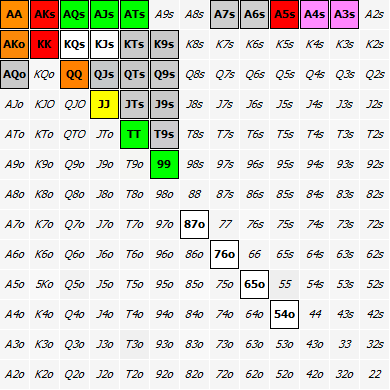 AA AKs AQs AJs ATs A9s A8s A7s A6s A5s A4s A3s A2s
AKo KK KQs KJs KTs K9s K8s K7s K6s K5s K4s K3s K2s
AQo KQo QQ QJs QTs Q9s Q8s Q7s Q6s Q5s Q4s Q3s Q2s
AJo KJO QJO JJ JTs J9s J8s J7s J6s J5s J4s J3s J2s
ATo KTo QTO JTo TT T9s T8s T7s T6s T5s T4s T3s T2s
A9o K9o Q9o J9o T9o 99 98s 97s 96s 95s 94s 93s 92s
A8o K8o Q8o J8o T8o 98o 88 87s 86s 85s 84s 83s 82s
A7o K7o Q7o J7o T7o 97o 87o 77 76s 75s 74s 73s 72s
A6o K6o Q6o J6o T6o 96o 86o 76o 66 65s 64s 63s 62s
A5o 5Ko Q5o J5o T5o 95o 85o 75o 65o 55 54s 53s 52s
A4o K4o Q4o J4o T4o 94o 84o 74o 64o 54o 44 43s 42s
A3o K3o Q3o J3o T3o 93o 83o 73o 63o 53o 43o 33 32s
A2o K2o Q2o J2o T2o 92o 82o 72o 62o 52o 42o 32o 22